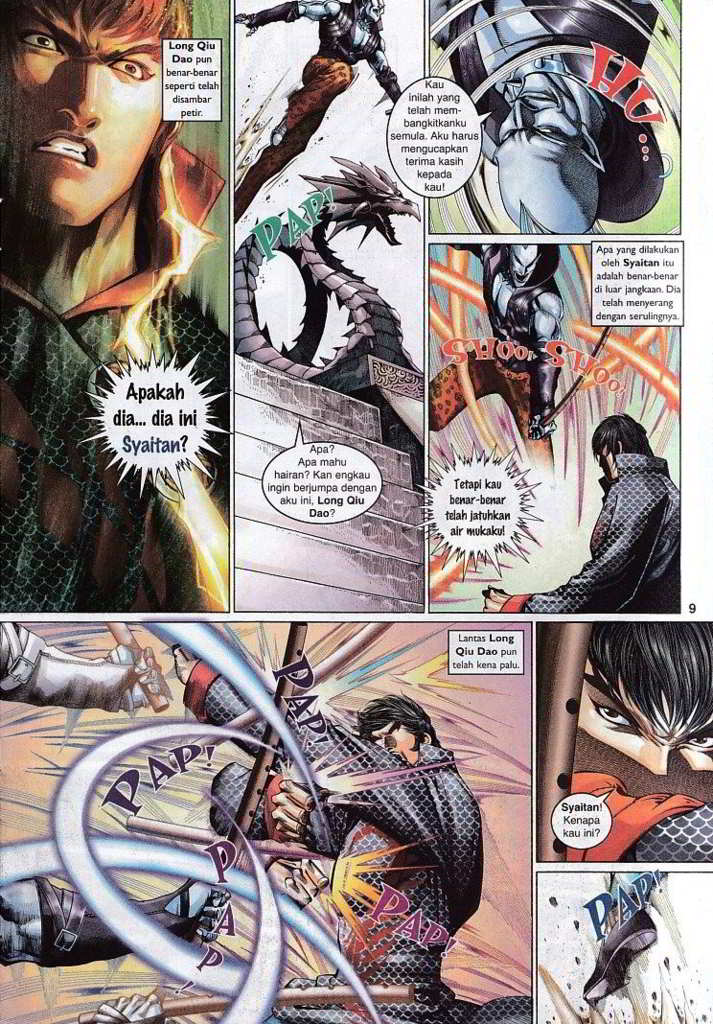 Long Qiu
Dao pun
benar-benar
seperti telah
disambar
petir.
Apakah
dia... dia ini
Syaitan?
Kau
inilah yang
telah mem-
bangkitkanku
semula. Aku harus
mengucapkan
terima kasih
kepada
kau!
PAP!
Apa?
Apa mahu
hairan? Kan engkau
ingin berjumpa dengan
aku ini, Long Qiu
Dao?
HU...
Apa yang dilakukan
oleh Syaitan itu
adalah benar-benar
di luar jangkaan. Dia
telah menyerang
dengan serulingnya.
SHOO! SHOO!
Tetapi kau
benar-benar
telah jatuhkan
air mukaku!
9
Lantas Long
Qiu Dao pun
telah kena palu.
PAP!
PAP!
PAP!
PAP
PAP!
Syaitan!
Kenapa
kau ini?
PAP!